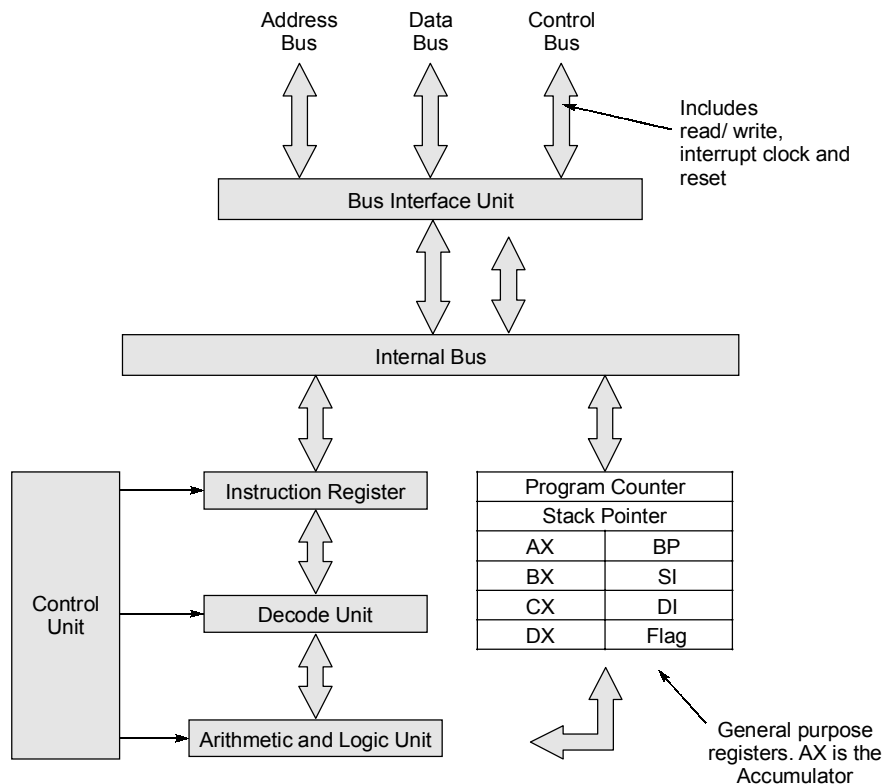 Address
Bus
Data
Bus
Control
Bus
Includes
read/ write,
interrupt clock and
reset
Bus Interface Unit
Internal Bus
Control
Unit
Instruction Register
Decode Unit
Arithmetic and Logic Unit
Program Counter
Stack Pointer
AX BP
BX SI
CX DI
DX Flag
General purpose
registers. AX is the
Accumulator